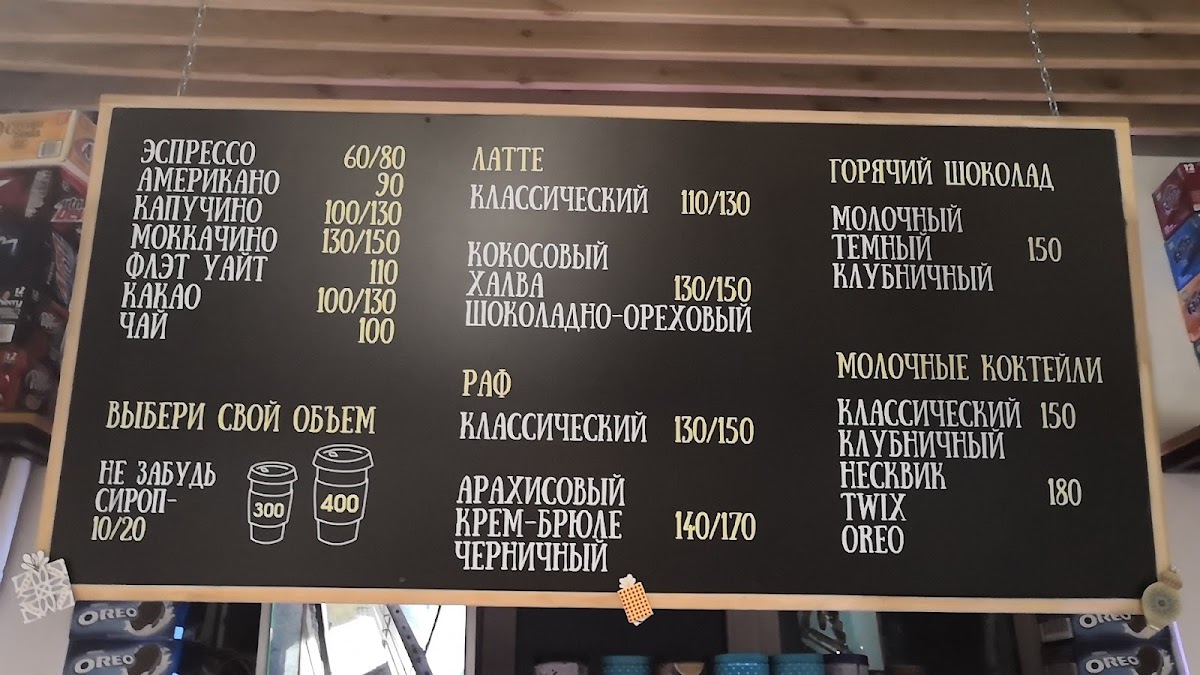 ЭСПРЕССО 60/80
АМЕРИКАНО 90
КАПУЧИНО 100/130
МОККАЧИНО 130/150
ФЛЭТ УАЙТ 110
КАКАО 100/130
ЧАЙ 100
ВЫБЕРИ СВОЙ ОБЪЕМ
НЕ ЗАБУДЬ
СИРОП-
10/20
300
400
ЛАТТЕ
КЛАССИЧЕСКИЙ 110/130
КОКОСОВЫЙ
ХАЛВА 130/150
ШОКОЛАДНО-ОРЕХОВЫЙ
РАФ
КЛАССИЧЕСКИЙ 130/150
АРАХИСОВЫЙ
КРЕМ-БРЮЛЕ 140/170
ЧЕРНИЧНЫЙ
ГОРЯЧИЙ ШОКОЛАД
МОЛОЧНЫЙ
ТЕМНЫЙ 150
КЛУБНИЧНЫЙ
МОЛОЧНЫЕ КОКТЕЙЛИ
КЛАССИЧЕСКИЙ 150
КЛУБНИЧНЫЙ
НЕСКВИК
180
TWIX
OREO
OREO
OREO
OREO